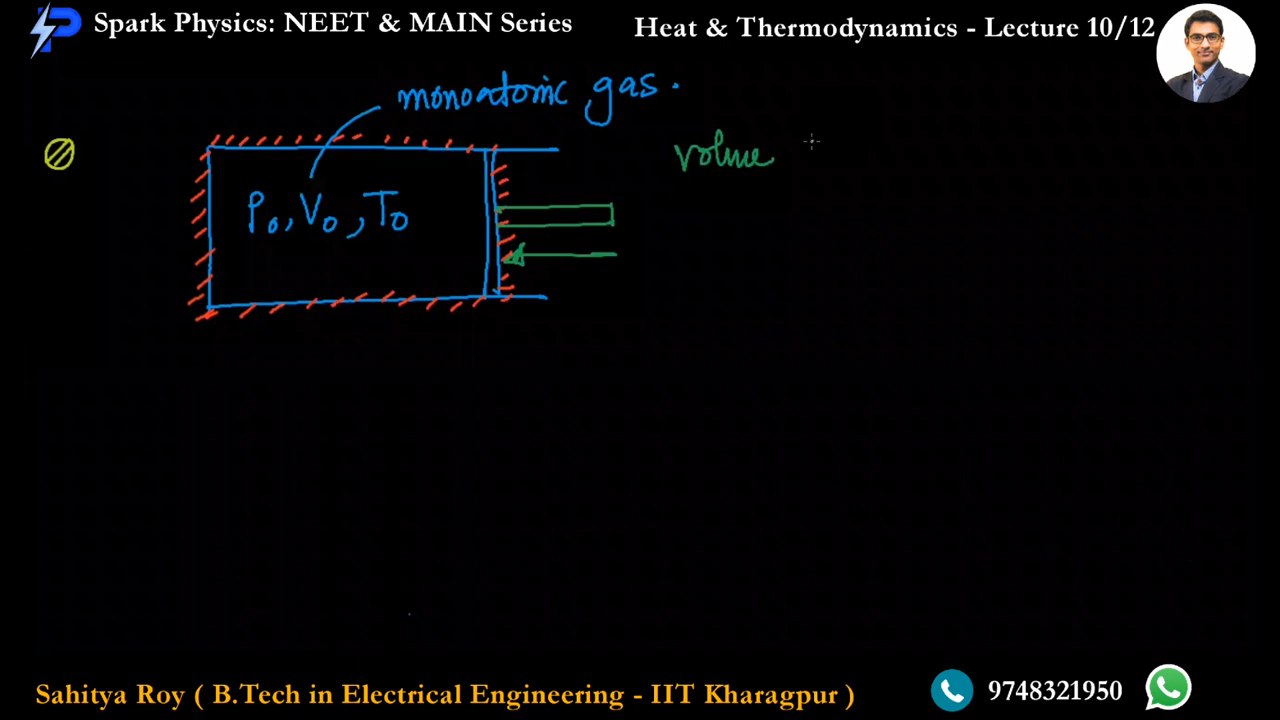 Spark Physics: NEET & MAIN Series
Heat & Thermodynamics - Lecture 10/12
monoatomic gas.
volume
P₀, V₀, T₀
Sahitya Roy ( B.Tech in Electrical Engineering - IIT Kharagpur )
9748321950